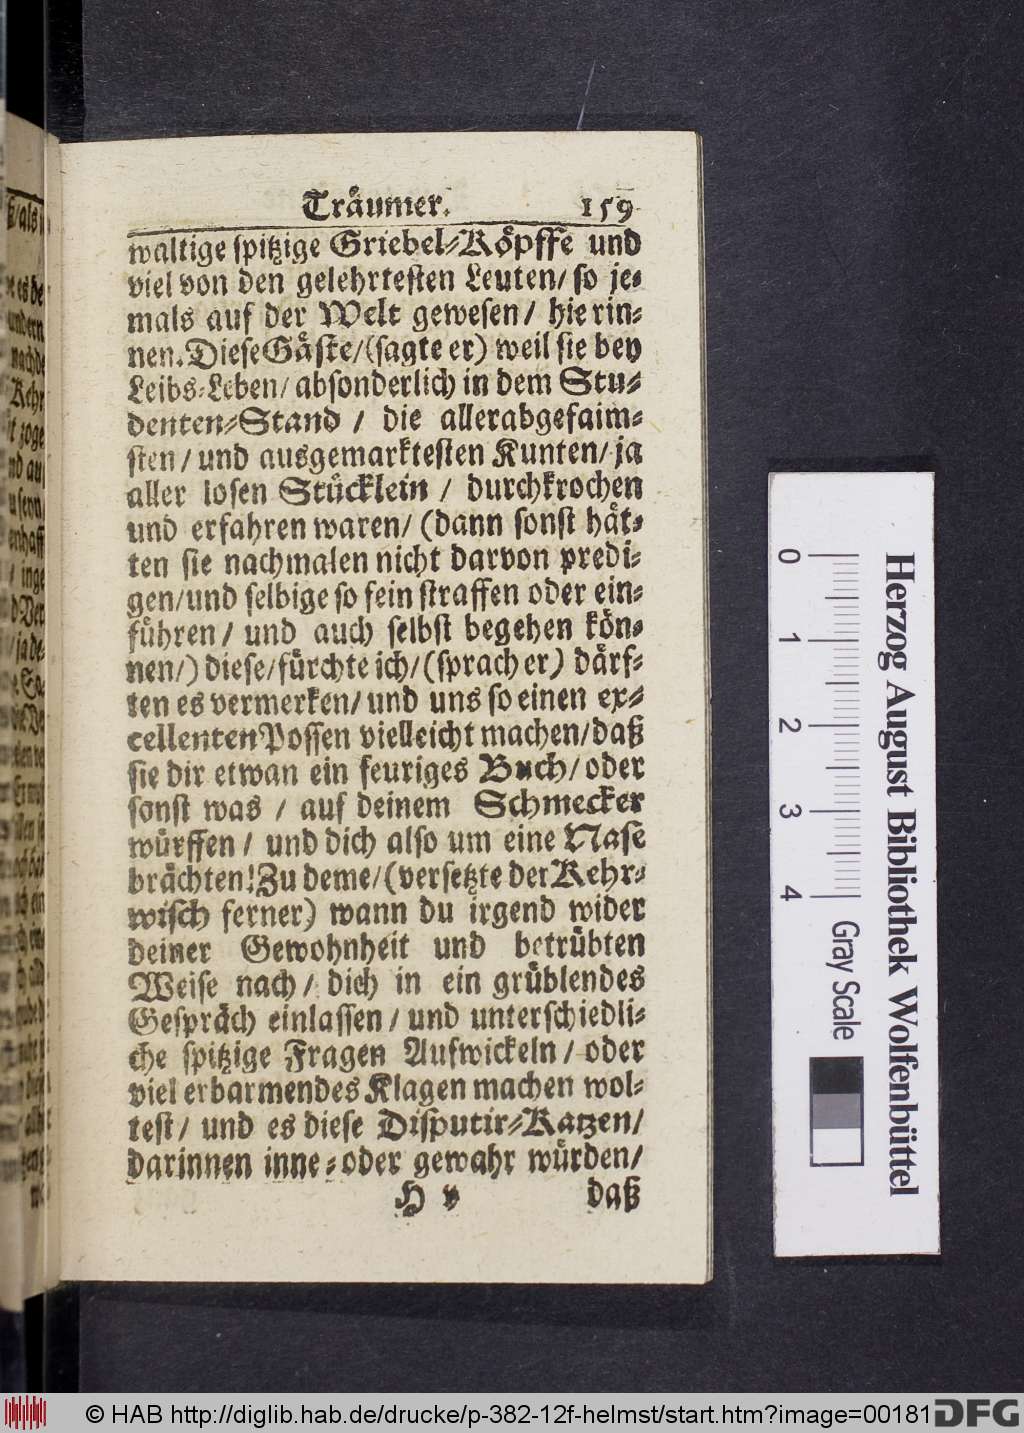 Träumer. 159
waltige spitzige Griebel-Köpffe und
viel von den gelehrtesten Leuten/ so je-
mals auf der Welt gewesen/ hierin-
nen. Diese Gäste/ (sagte er) weil sie bey
Leibs-Leben/ absonderlich in dem Stu-
denten-Stand / die allerabgefaim-
sten / und ausgemarktesten Kunten/ ja
aller losen Stücklein / durchkrochen
und erfahren waren/ (dann sonst hät-
ten sie nachmalen nicht darvon predi-
gen/und selbige so fein straffen oder ein-
führen / und auch selbst begehen kön-
nen/) diese/ fürchte ich/ (sprach er) därf-
ten es vermerken/ und uns so einen ex-
cellenten Possen vielleicht machen/ daß
sie dir etwan ein feuriges Buch/ oder
sonst was / auf deinem Schmecker
würffen / und dich also um eine Nase
brächten! Zu deme/ (versetzte der Kehr-
wisch ferner) wann du irgend wider
deiner Gewohnheit und betrübten
Weise nach / dich in ein grüblendes
Gespräch einlassen / und unterschiedli-
che spitzige Fragen Aufwickeln / oder
viel erbarmendes Klagen machen wol-
test / und es diese Disputir-Katzen/
darinnen inne- oder gewahr würden/
H v daß
Herzog August Bibliothek Wolfenbüttel
0 1 2 3 4
Gray Scale
© HAB http://diglib.hab.de/drucke/p-382-12f-helmst/start.htm?image=00181
DFG